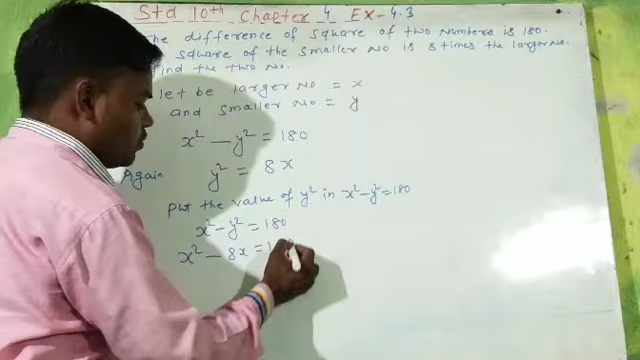 Std 10th Chapter 4 Ex-4.3
The difference of square of two numbers is 180.
square of the smaller no is 8 times the larger no.
find the two no.
let be larger no = x
and smaller no = y
x² - y² = 180
Again y² = 8x
Put the value of y² in x²-y²=180
x² - y² = 180
x² - 8x =